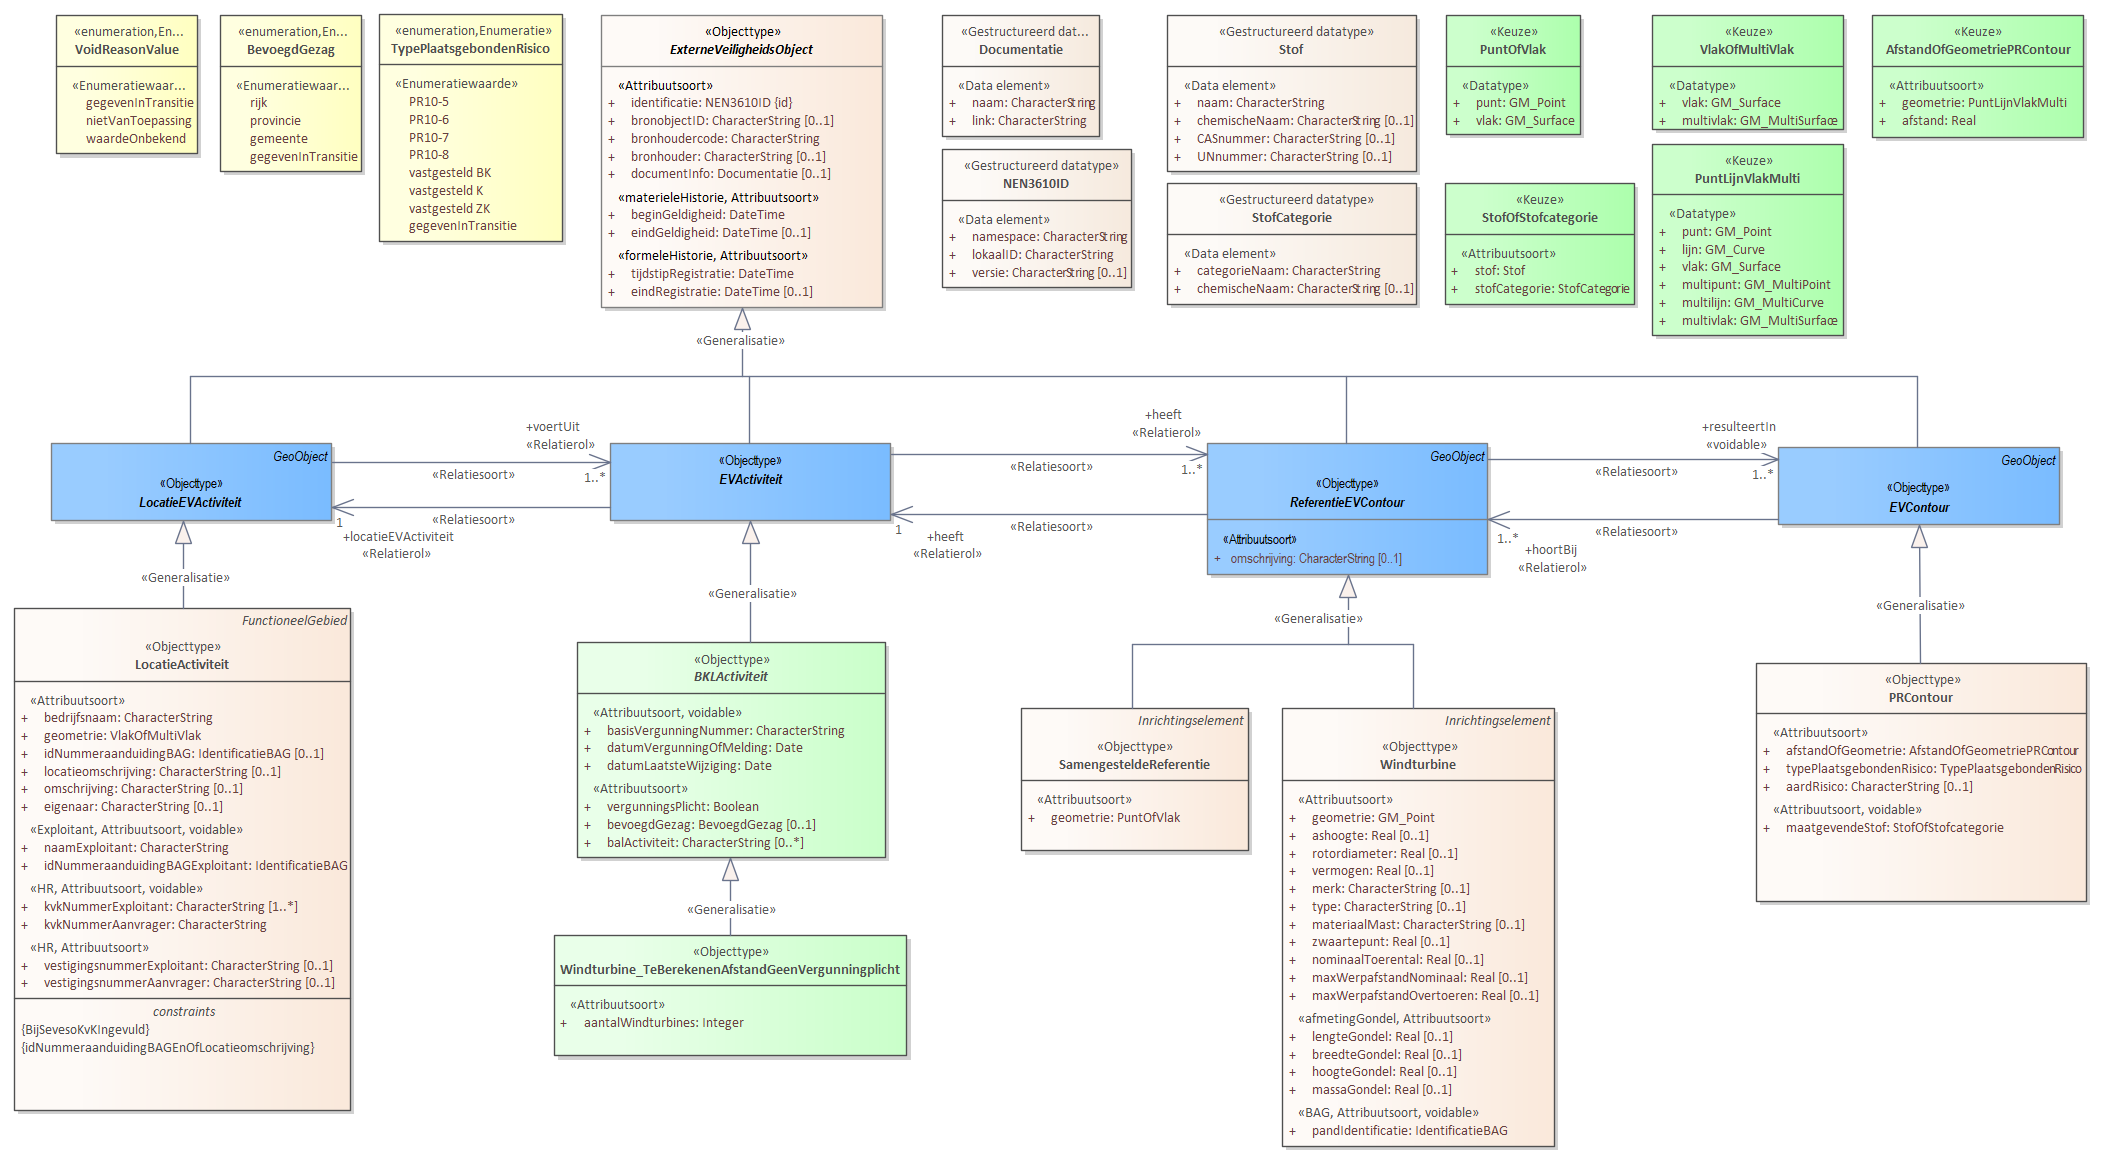 «enumeration,En...
VoidReasonValue
«Enumeratiewaar...
gegevenInTransitie
nietVanToepassing
waardeOnbekend
«enumeration,En...
BevoegdGezag
«Enumeratiewaar...
rijk
provincie
gemeente
gegevenInTransitie
«enumeration,Enumeratie»
TypePlaatsgebondenRisico
«Enumeratiewaarde»
PR10-5
PR10-6
PR10-7
PR10-8
vastgesteld BK
vastgesteld K
vastgesteld ZK
gegevenInTransitie
«Objecttype»
ExterneVeiligheidsObject
«Attribuutsoort»
+ identificatie: NEN3610ID {id}
+ bronobjectID: CharacterString [0..1]
+ bronhoudercode: CharacterString
+ bronhouder: CharacterString [0..1]
+ documentInfo: Documentatie [0..1]
«materieleHistorie, Attribuutsoort»
+ beginGeldigheid: DateTime
+ eindGeldigheid: DateTime [0..1]
«formeleHistorie, Attribuutsoort»
+ tijdstipRegistratie: DateTime
+ eindRegistratie: DateTime [0..1]
«Gestructureerd dat...
Documentatie
«Data element»
+ naam: CharacterString
+ link: CharacterString
«Gestructureerd datatype»
NEN3610ID
«Data element»
+ namespace: CharacterString
+ lokaalID: CharacterString
+ versie: CharacterString [0..1]
«Gestructureerd datatype»
Stof
«Data element»
+ naam: CharacterString
+ chemischeNaam: CharacterString [0..1]
+ CASnummer: CharacterString [0..1]
+ UNnummer: CharacterString [0..1]
«Gestructureerd datatype»
StofCategorie
«Data element»
+ categorieNaam: CharacterString
+ chemischeNaam: CharacterString [0..1]
«Keuze»
PuntOfVlak
«Datatype»
+ punt: GM_Point
+ vlak: GM_Surface
«Keuze»
StofOfStofcategorie
«Attribuutsoort»
+ stof: Stof
+ stofCategorie: StofCategorie
«Keuze»
VlakOfMultiVlak
«Datatype»
+ vlak: GM_Surface
+ multivlak: GM_MultiSurface
«Keuze»
PuntLijnVlakMulti
«Datatype»
+ punt: GM_Point
+ lijn: GM_Curve
+ vlak: GM_Surface
+ multipunt: GM_MultiPoint
+ multilijn: GM_MultiCurve
+ multivlak: GM_MultiSurface
«Keuze»
AfstandOfGeometriePRContour
«Attribuutsoort»
+ geometrie: PuntLijnVlakMulti
+ afstand: Real
«Generalisatie»
GeoObject
«Objecttype»
LocatieEVActiviteit
+voertUit
«Relatierol»
«Relatiesoort»
1..*
«Relatiesoort»
1
+locatieEVActiviteit
«Relatierol»
«Objecttype»
EVActiviteit
+heeft
«Relatierol»
«Relatiesoort»
1..*
«Relatiesoort»
1
+heeft
«Relatierol»
GeoObject
«Objecttype»
ReferentieEVContour
«Attribuutsoort»
+ omschrijving: CharacterString [0..1]
+resulteertIn
«voidable»
«Relatiesoort»
1..*
«Relatiesoort»
1..*
+hoortBij
«Relatierol»
GeoObject
«Objecttype»
EVContour
«Generalisatie»
«Generalisatie»
«Generalisatie»
«Generalisatie»
FunctioneelGebied
«Objecttype»
LocatieActiviteit
«Attribuutsoort»
+ bedrijfsnaam: CharacterString
+ geometrie: VlakOfMultiVlak
+ idNummeraanduidingBAG: IdentificatieBAG [0..1]
+ locatieomschrijving: CharacterString [0..1]
+ omschrijving: CharacterString [0..1]
+ eigenaar: CharacterString [0..1]
«Exploitant, Attribuutsoort, voidable»
+ naamExploitant: CharacterString
+ idNummeraanduidingBAGExploitant: IdentificatieBAG
«HR, Attribuutsoort, voidable»
+ kvkNummerExploitant: CharacterString [1..*]
+ kvkNummerAanvrager: CharacterString
«HR, Attribuutsoort»
+ vestigingsnummerExploitant: CharacterString [0..1]
+ vestigingsnummerAanvrager: CharacterString [0..1]
constraints
{BijSevesoKvKIngevuld}
{idNummeraanduidingBAGEnOfLocatieomschrijving}
«Objecttype»
BKLActiviteit
«Attribuutsoort, voidable»
+ basisVergunningNummer: CharacterString
+ datumVergunningOfMelding: Date
+ datumLaatsteWijziging: Date
«Attribuutsoort»
+ vergunningsPlicht: Boolean
+ bevoegdGezag: BevoegdGezag [0..1]
+ balActiviteit: CharacterString [0..*]
«Generalisatie»
«Objecttype»
Windturbine_TeBerekenenAfstandGeenVergunningplicht
«Attribuutsoort»
+ aantalWindturbines: Integer
Inrichtingselement
«Objecttype»
SamengesteldeReferentie
«Attribuutsoort»
+ geometrie: PuntOfVlak
Inrichtingselement
«Objecttype»
Windturbine
«Attribuutsoort»
+ geometrie: GM_Point
+ ashoogte: Real [0..1]
+ rotordiameter: Real [0..1]
+ vermogen: Real [0..1]
+ merk: CharacterString [0..1]
+ type: CharacterString [0..1]
+ materiaalMast: CharacterString [0..1]
+ zwaartepunt: Real [0..1]
+ nominaalToerental: Real [0..1]
+ maxWerpafstandNominaal: Real [0..1]
+ maxWerpafstandOvertoeren: Real [0..1]
«afmetingGondel, Attribuutsoort»
+ lengteGondel: Real [0..1]
+ breedteGondel: Real [0..1]
+ hoogteGondel: Real [0..1]
+ massaGondel: Real [0..1]
«BAG, Attribuutsoort, voidable»
+ pandIdentificatie: IdentificatieBAG
«Objecttype»
PRContour
«Attribuutsoort»
+ afstandOfGeometrie: AfstandOfGeometriePRContour
+ typePlaatsgebondenRisico: TypePlaatsgebondenRisico
+ aardRisico: CharacterString [0..1]
«Attribuutsoort, voidable»
+ maatgevendeStof: StofOfStofcategorie